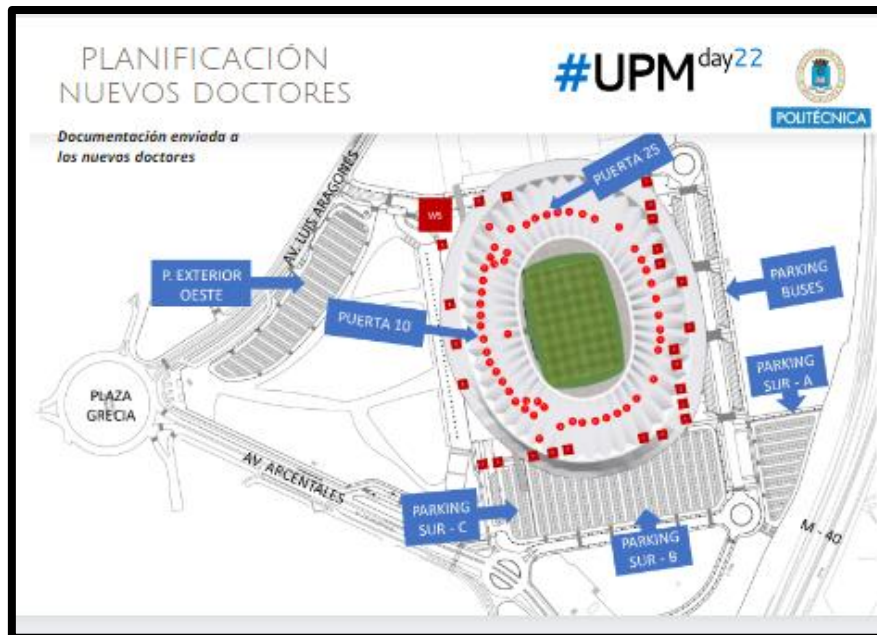 PLANIFICACIÓN
NUEVOS DOCTORES
#UPMday22
POLITÉCNICA
Documentación enviada a
los nuevos doctores
AV. LUIS ARAGONÉS
WS
PUERTA 25
P. EXTERIOR
OESTE
PARKING
BUSES
PUERTA 10
PLAZA
GRECIA
PARKING
SUR - A
AV. ARCENTALES
PARKING
SUR - C
PARKING
SUR - B
M - 40